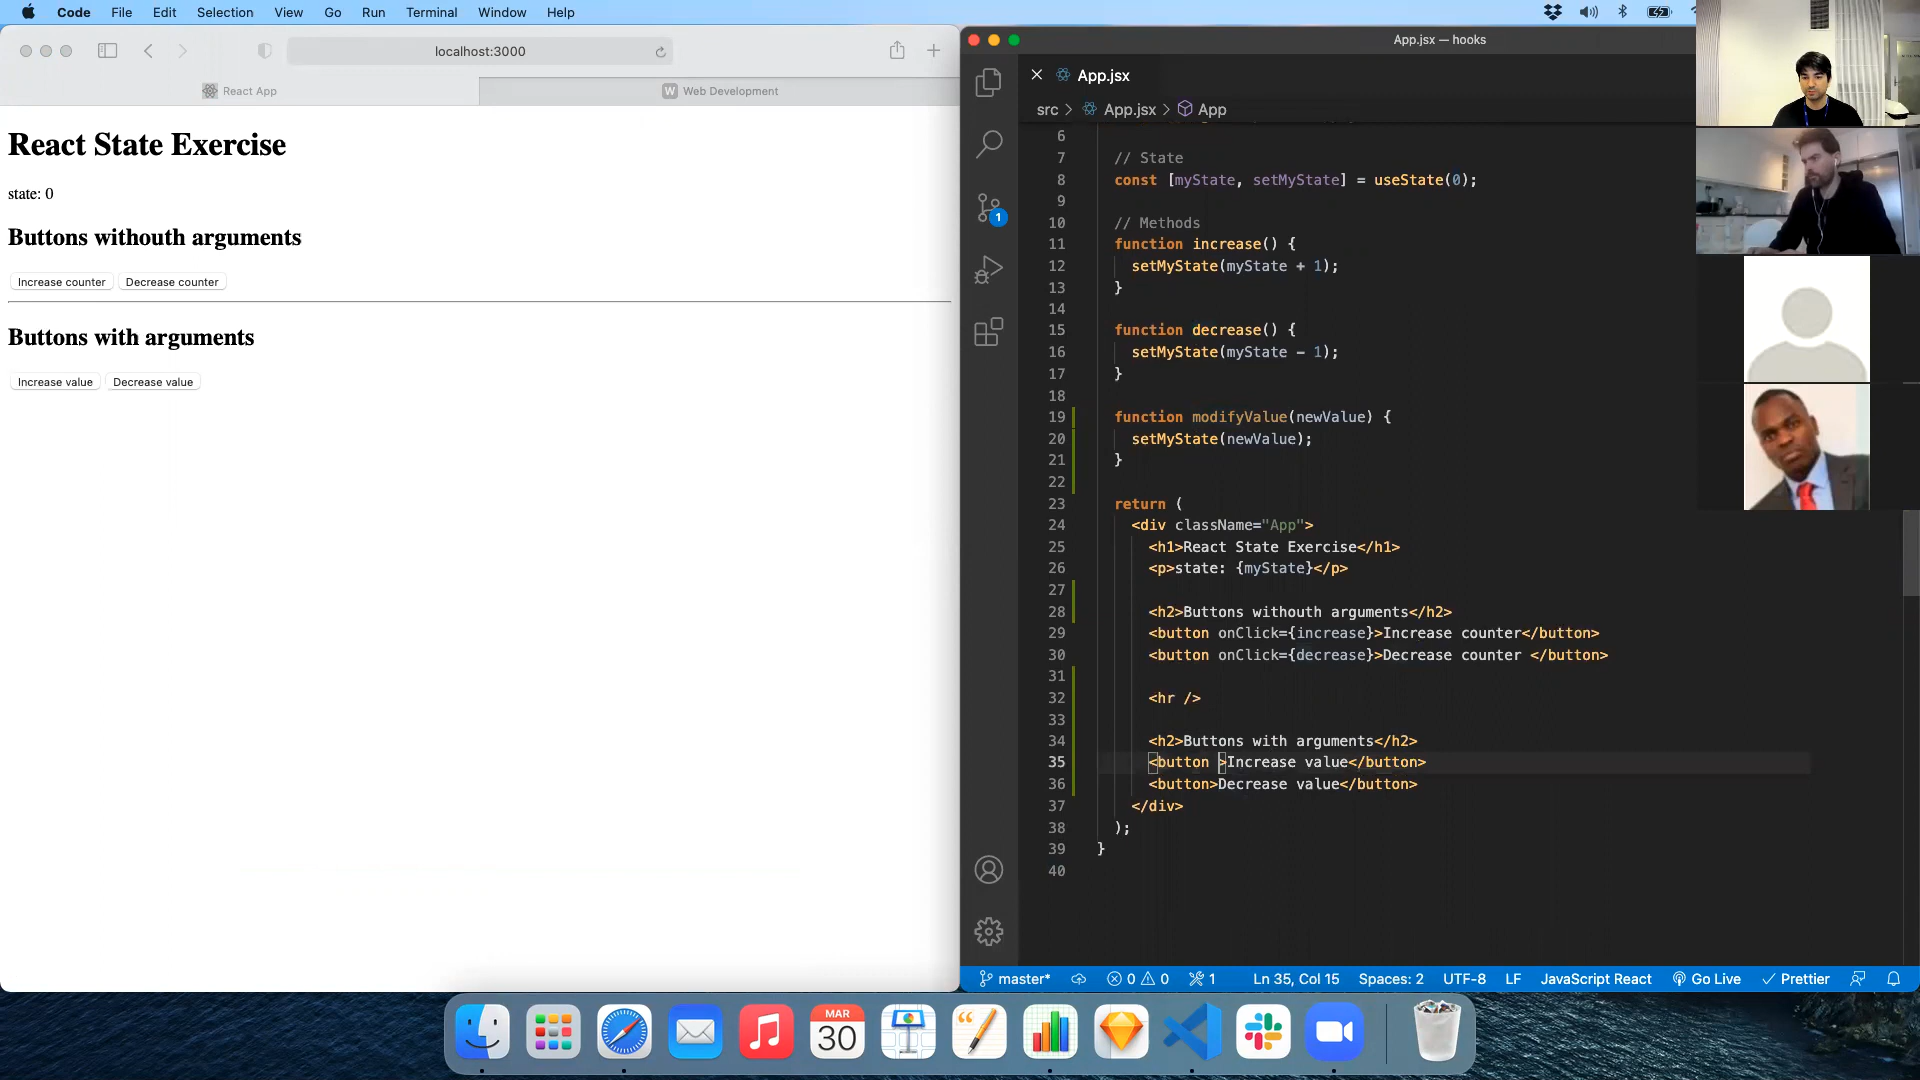 Code File Edit Selection View Go Run Terminal Window Help
localhost:3000
React App
W Web Development
React State Exercise
state: 0
Buttons withouth arguments
Increase counter Decrease counter
Buttons with arguments
Increase value Decrease value
App.jsx — hooks
App.jsx
src > App.jsx > App
1
6
7 // State
8 const [myState, setMyState] = useState(0);
9
10 // Methods
11 function increase() {
12 setMyState(myState + 1);
13 }
14
15 function decrease() {
16 setMyState(myState - 1);
17 }
18
19 function modifyValue(newValue) {
20 setMyState(newValue);
21 }
22
23 return (
24 <div className="App">
25 <h1>React State Exercise</h1>
26 <p>state: {myState}</p>
27
28 <h2>Buttons withouth arguments</h2>
29 <button onClick={increase}>Increase counter</button>
30 <button onClick={decrease}>Decrease counter </button>
31
32 <hr />
33
34 <h2>Buttons with arguments</h2>
35 <button >Increase value</button>
36 <button>Decrease value</button>
37 </div>
38 );
39 }
40
master* 0 0 1 Ln 35, Col 15 Spaces: 2 UTF-8 LF JavaScript React Go Live Prettier
MAR
30